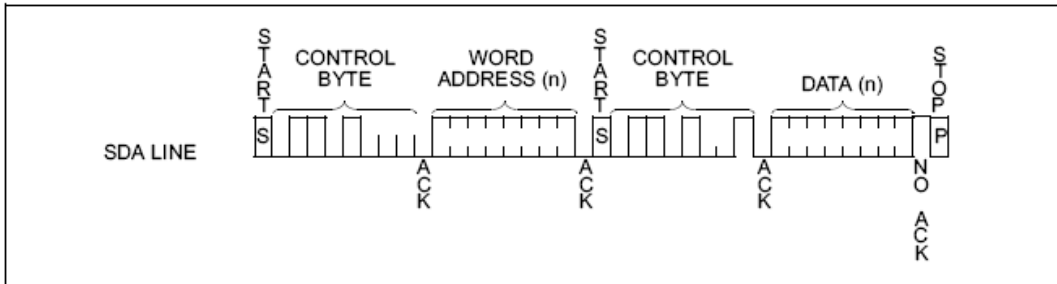 START
CONTROL
BYTE
WORD
ADDRESS (n)
START
CONTROL
BYTE
DATA (n)
STOP
SDA LINE
S
S
P
ACK
ACK
ACK
NO ACK